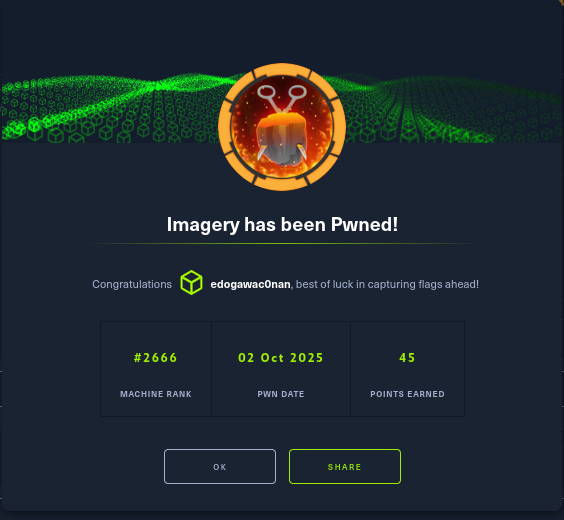 Imagery has been Pwned!
Congratulations edogawac0nan, best of luck in capturing flags ahead!
#2666 02 Oct 2025 45
MACHINE RANK PWN DATE POINTS EARNED
OK SHARE